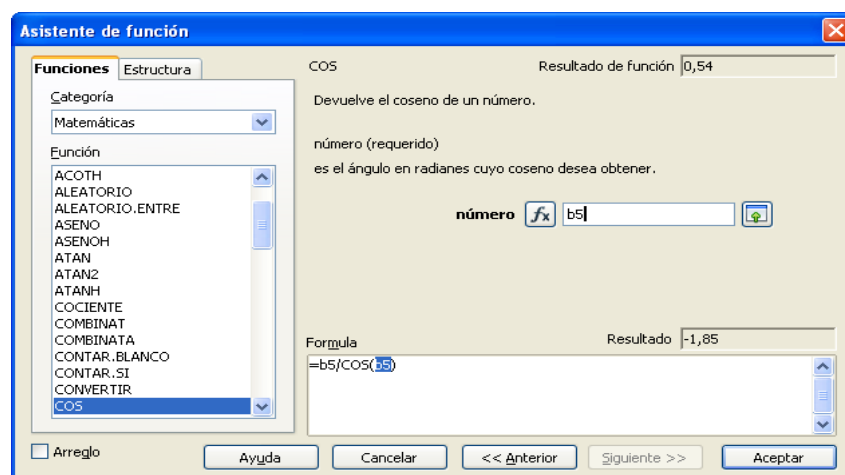 Asistente de función
Funciones
Estructura
Categoría
Matemáticas
Función
ACOTH
ALEATORIO
ALEATORIO.ENTRE
ASENO
ASENOH
ATAN
ATAN2
ATANH
COCIENTE
COMBINAT
COMBINATA
CONTAR.BLANCO
CONTAR.SI
CONVERTIR
COS
COS
Resultado de función 0,54
Devuelve el coseno de un número.
número (requerido)
es el ángulo en radianes cuyo coseno desea obtener.
número fx b5
Formula
Resultado -1,85
=b5/COS(b5)
Arreglo
Ayuda
Cancelar
<< Anterior
Siguiente >>
Aceptar